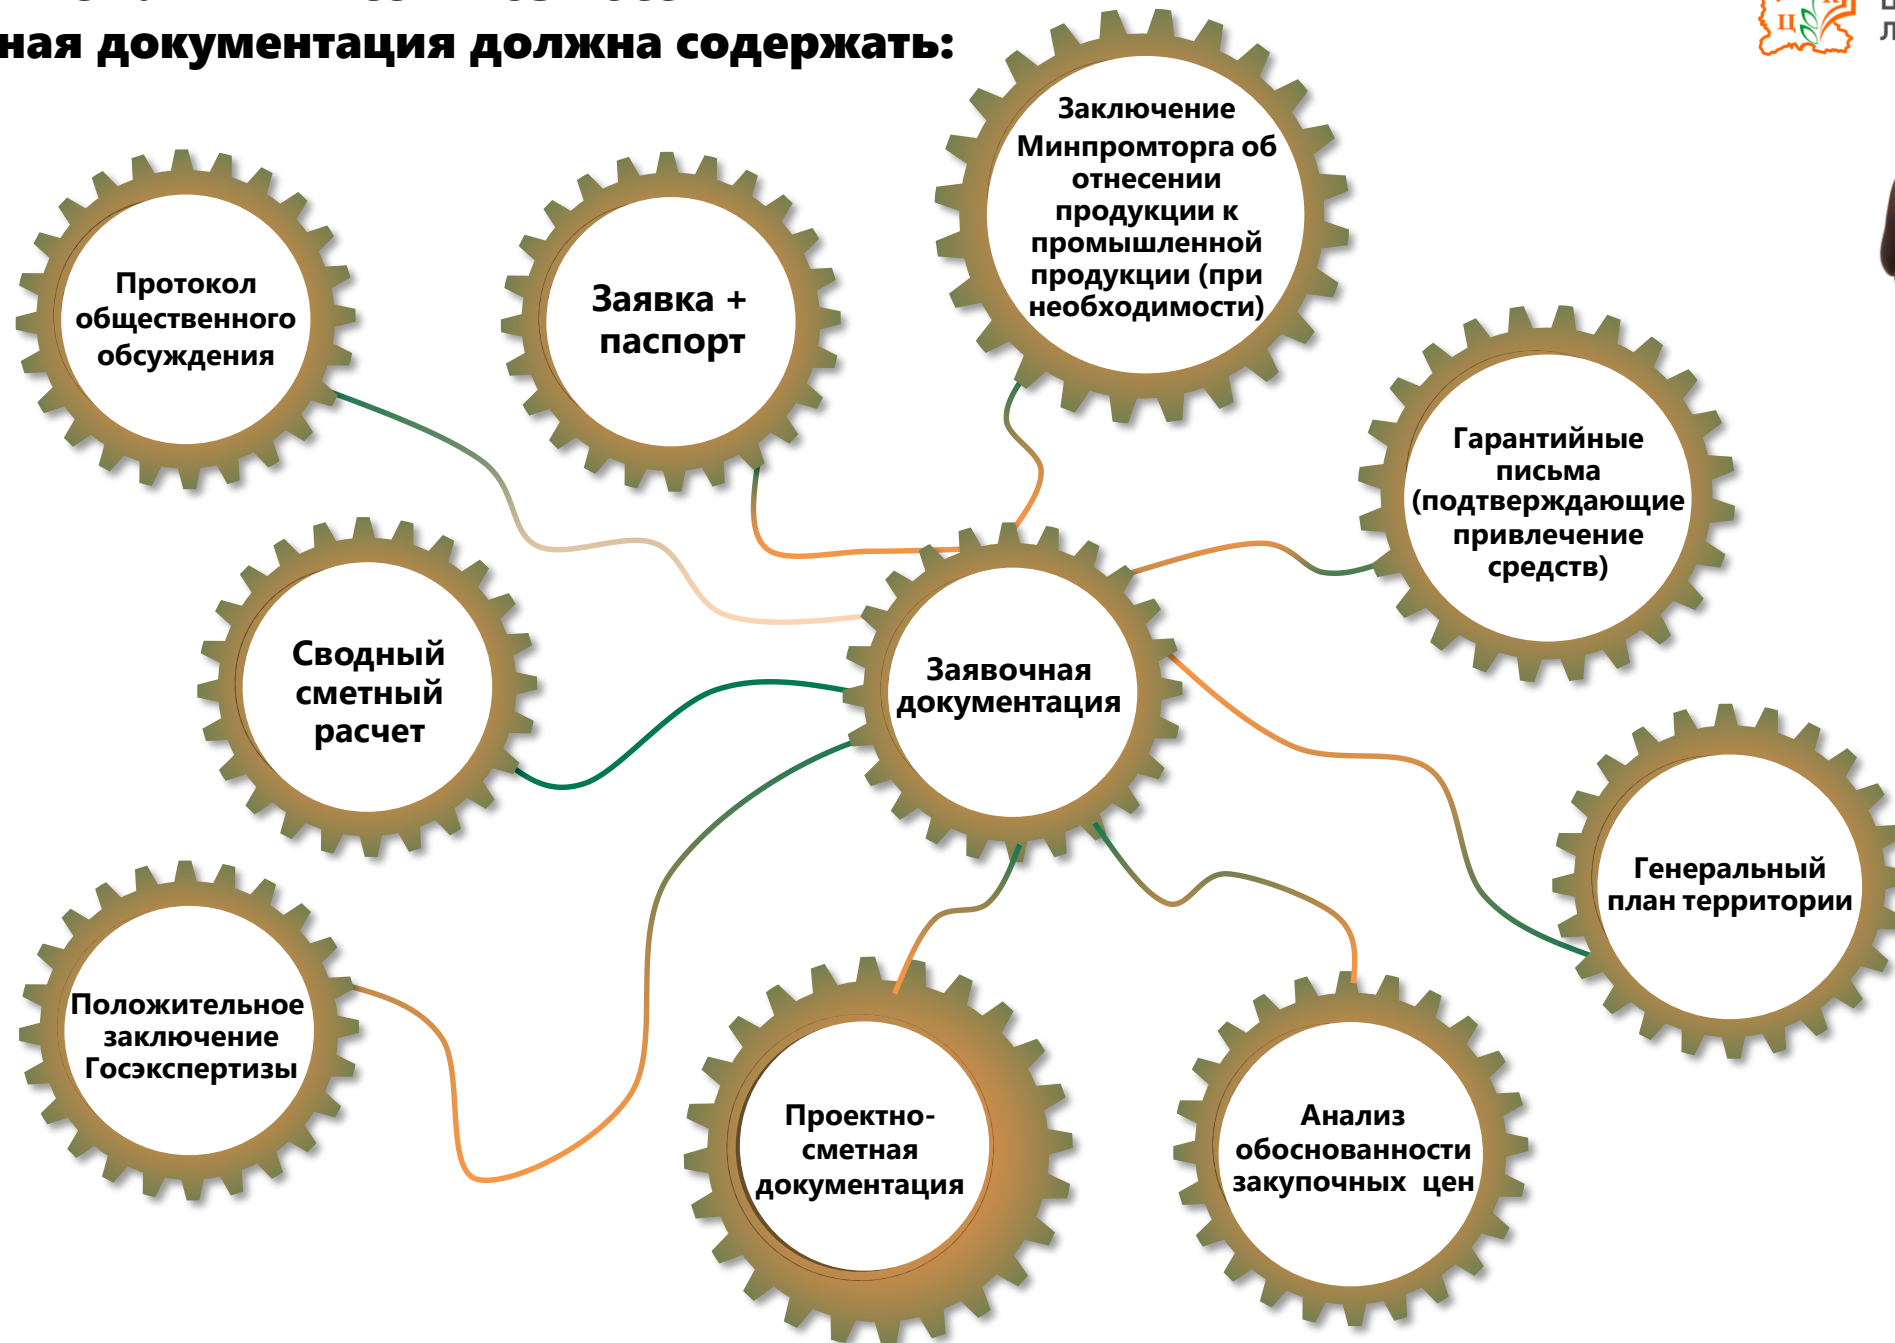 ная документация должна содержать:
Ц
Заключение
Минпромторга об
отнесении
продукции к
промышленной
продукции (при
необходимости)
Протокол
общественного
обсуждения
Заявка +
паспорт
Гарантийные
письма
(подтверждающие
привлечение
средств)
Сводный
сметный
расчет
Заявочная
документация
Генеральный
план территории
Положительное
заключение
Госэкспертизы
Проектно-
сметная
документация
Анализ
обоснованности
закупочных цен